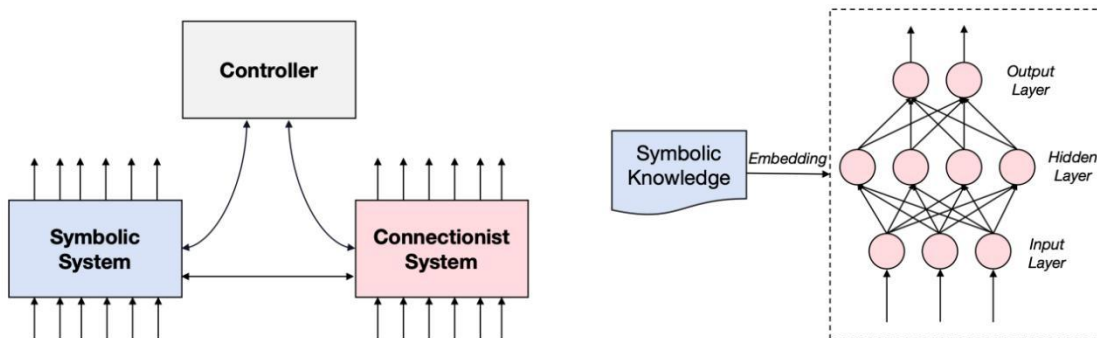 Controller
Symbolic
System
Connectionist
System
Symbolic
Knowledge
Embedding
Output
Layer
Hidden
Layer
Input
Layer